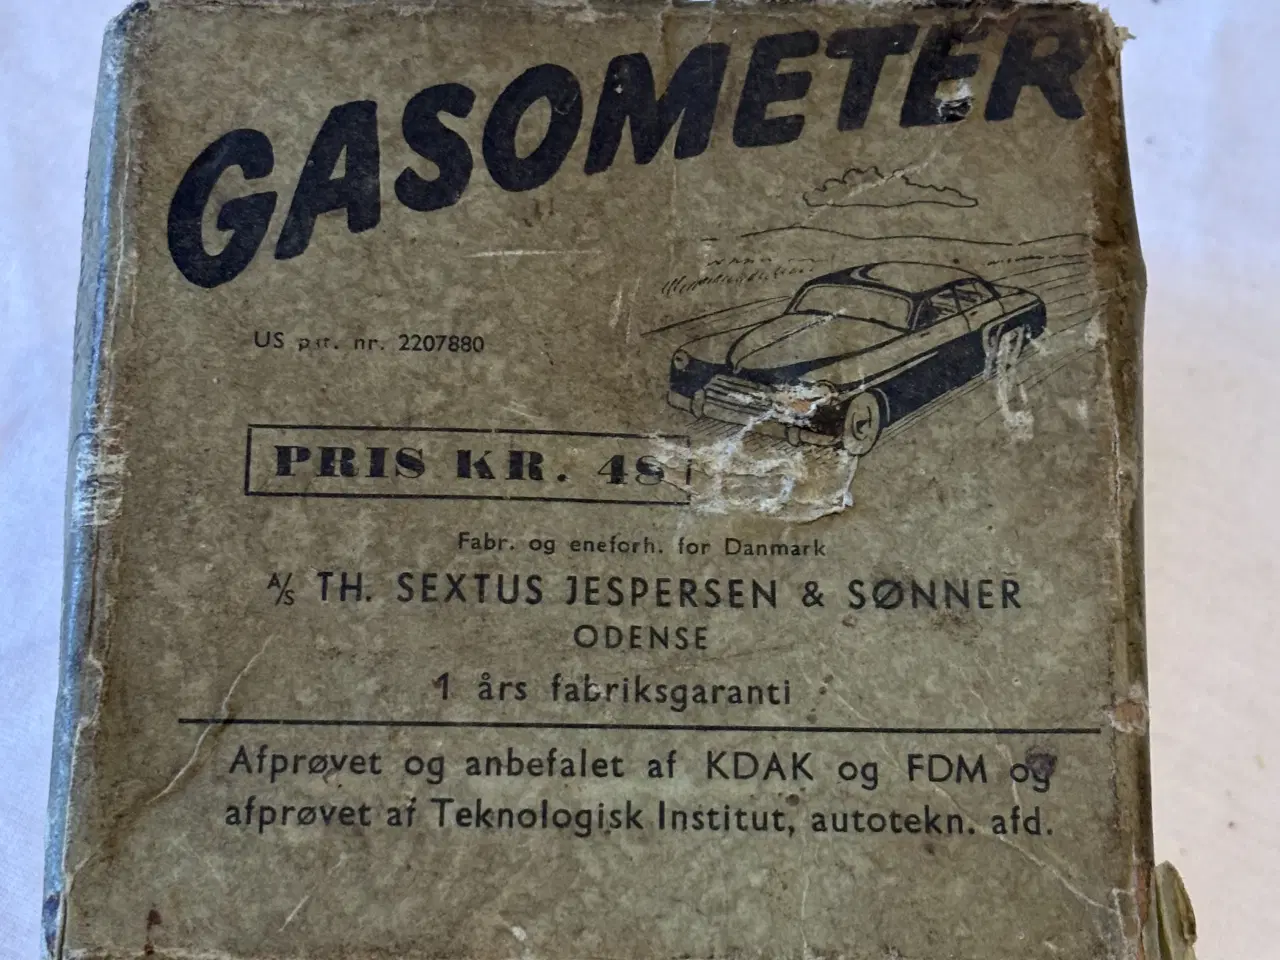 GASOMETER
US pat. nr. 2207880
PRIS KR. 48
Fabr. og eneforh. for Danmark
A/S TH. SEXTUS JESPERSEN & SØNNER
ODENSE
1 års fabriksgaranti
Afprøvet og anbefalet af KDAK og FDM og
afprøvet af Teknologisk Institut, autotekn. afd.